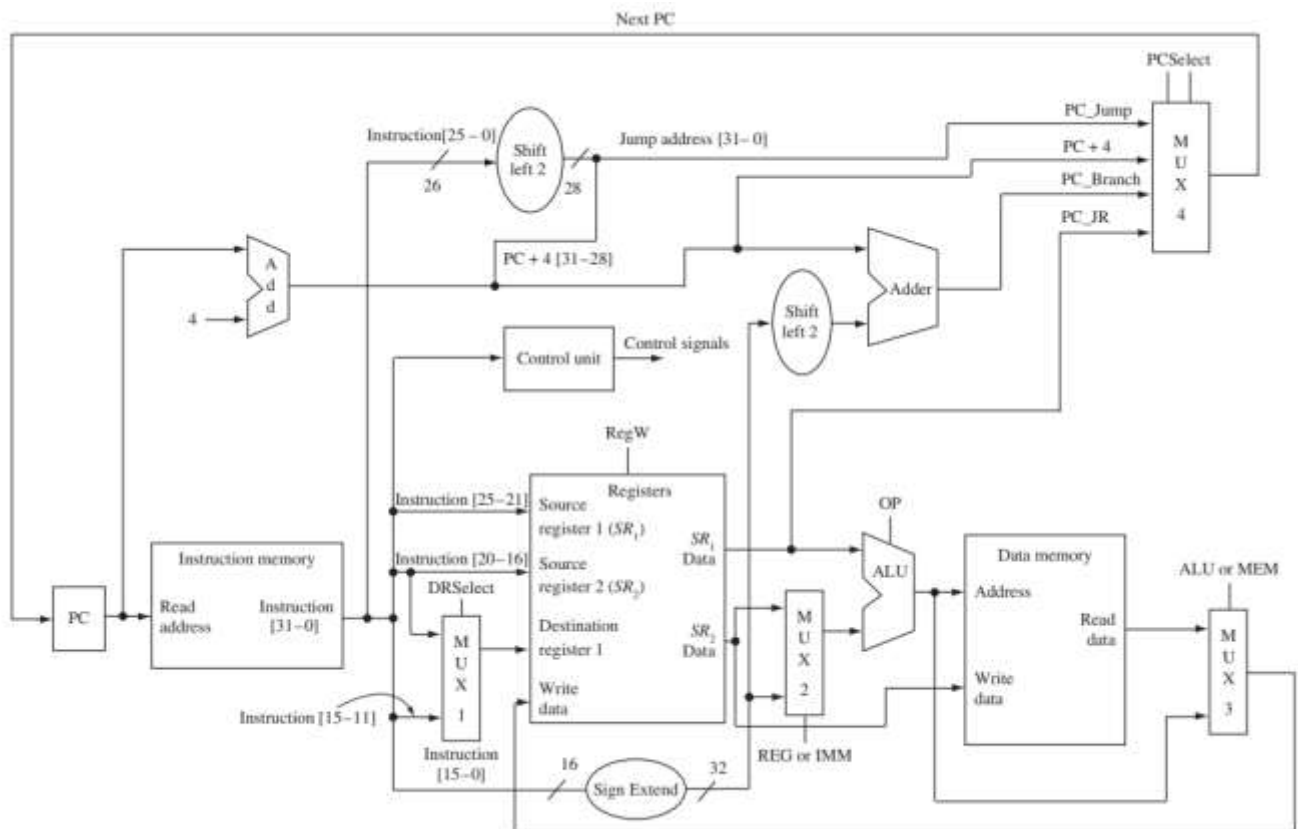 Next PC
PCSelect
PC_Jump
Instruction[25 – 0]
Shift
left 2
Jump address [31– 0]
M
U
X
4
PC + 4
26
28
PC_Branch
PC_JR
A
d
d
PC + 4 [31–28]
4
Adder
Shift
left 2
Control unit
Control signals
RegW
Instruction [25–21]
Registers
Source
register 1 (SR1)
OP
SR1
Data
Instruction [20–16]
Source
register 2 (SR2)
Instruction memory
Data memory
ALU
ALU or MEM
DRSelect
PC
Read
address
Instruction
[31–0]
Address
M
U
X
1
Destination
register 1
SR2
Data
M
U
X
2
Read
data
M
U
X
3
Write
data
Write
data
Instruction [15–11]
Instruction
[15–0]
REG or IMM
16
Sign Extend
32